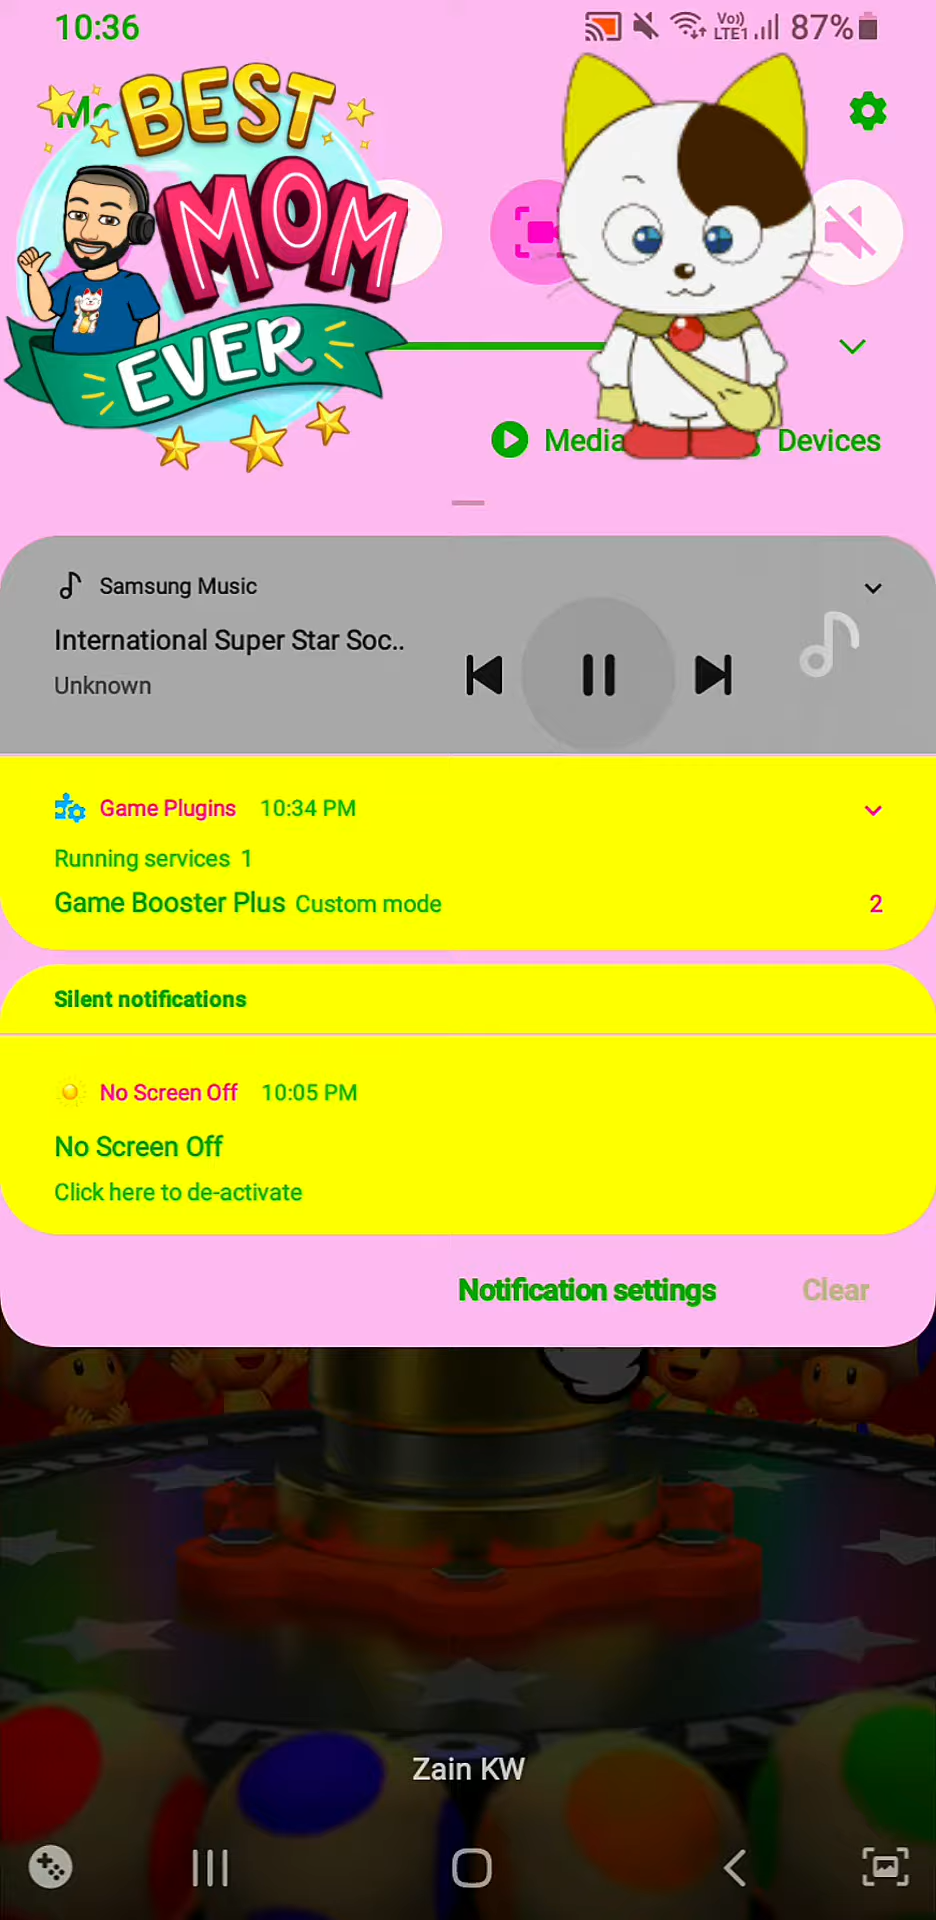 10:36
Vo))
LTE1
87%
BEST
MOM
EVER
Media
Devices
Samsung Music
International Super Star Soc..
Unknown
Game Plugins 10:34 PM
Running services 1
Game Booster Plus Custom mode
2
Silent notifications
No Screen Off 10:05 PM
No Screen Off
Click here to de-activate
Notification settings
Clear
Zain KW